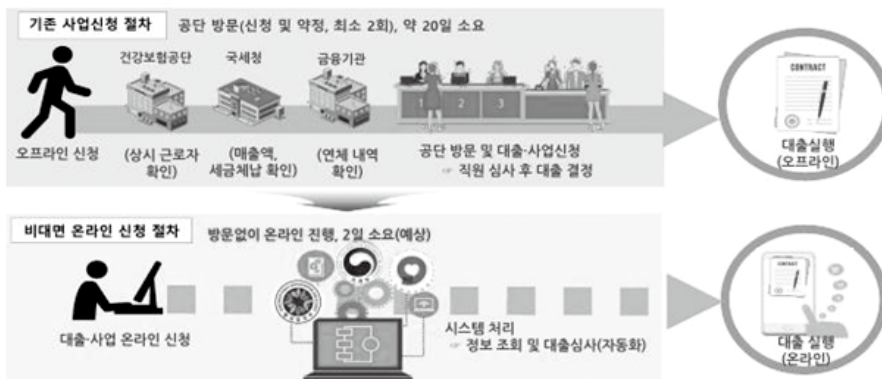 기존 사업신청 절차
공단 방문(신청 및 약정, 최소 2회), 약 20일 소요
건강보험공단
국세청
금융기관
CONTRACT
1
2
3
오프라인 신청
(상시 근로자
확인)
(매출액,
세금체납 확인)
(연체 내역
확인)
공단 방문 및 대출·사업신청
☞ 직원 심사 후 대출 결정
대출실행
(오프라인)
비대면 온라인 신청 절차
방문없이 온라인 진행, 2일 소요(예상)
CONTRACT
대출·사업 온라인 신청
시스템 처리
☞ 정보 조회 및 대출심사(자동화)
대출 실행
(온라인)